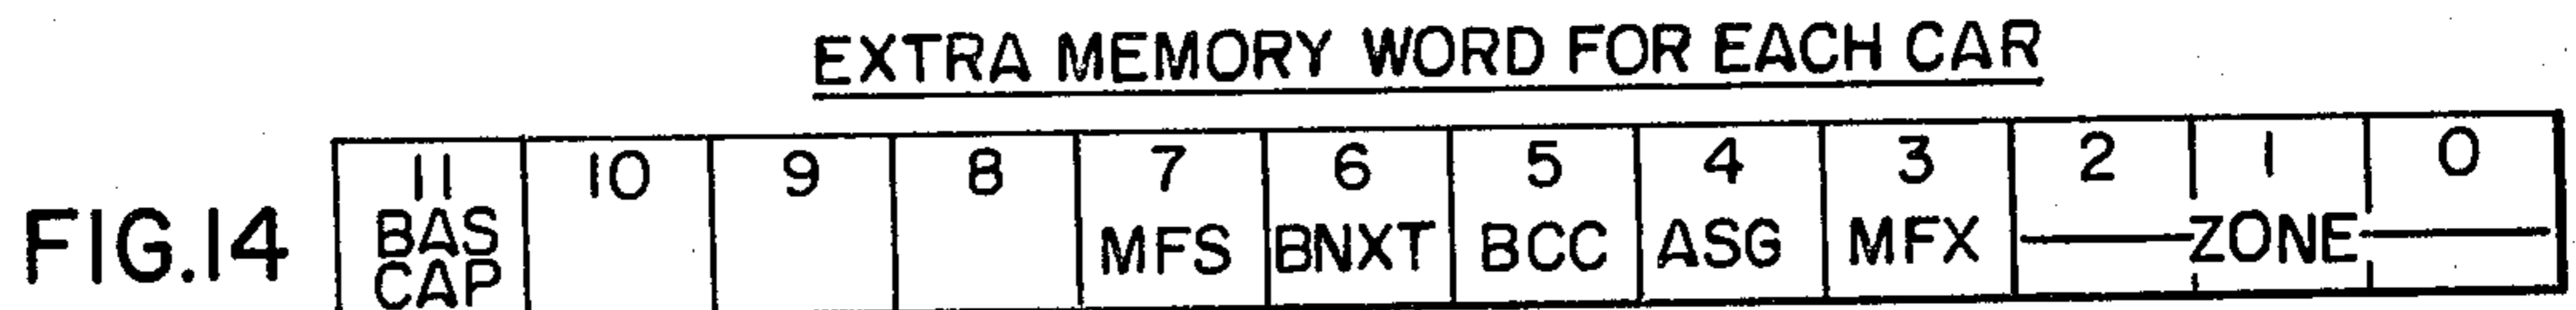 EXTRA MEMORY WORD FOR EACH CAR
11 10 9 8 7 6 5 4 3 2 1 0
FIG.14 BAS CAP MFS BNXT BCC ASG MFX ZONE